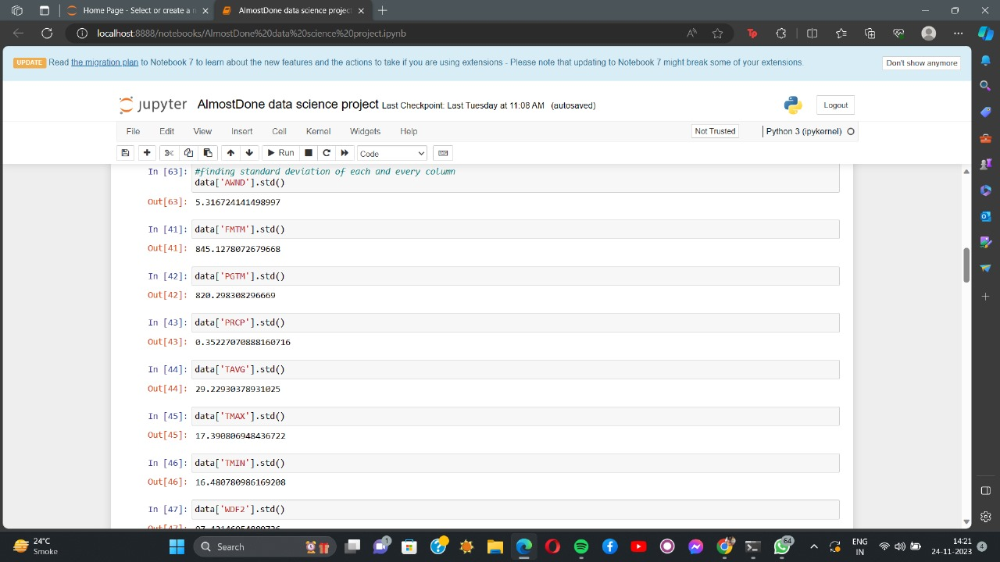 Home Page - Select or create a n
AlmostDone data science project
localhost:8888/notebooks/AlmostDone%20data%20science%20project.ipynb
UPDATE Read the migration plan to Notebook 7 to learn about the new features and the actions to take if you are using extensions - Please note that updating to Notebook 7 might break some of your extensions.
Don't show anymore
jupyter AlmostDone data science project Last Checkpoint: Last Tuesday at 11:08 AM (autosaved)
Logout
File Edit View Insert Cell Kernel Widgets Help
Not Trusted
Python 3 (ipykernel)
Run
Code
In [63]: #finding standard deviation of each and every column
data['AWND'].std()
Out[63]: 5.316724141498997
In [41]: data['FMTM'].std()
Out[41]: 845.1278072679668
In [42]: data['PGTM'].std()
Out[42]: 820.298308296669
In [43]: data['PRCP'].std()
Out[43]: 0.35227070888160716
In [44]: data['TAVG'].std()
Out[44]: 29.22930378931025
In [45]: data['TMAX'].std()
Out[45]: 17.390806948436722
In [46]: data['TMIN'].std()
Out[46]: 16.480780986169208
In [47]: data['WDF2'].std()
24°C
Smoke
Search
1
64
ENG
IN
14:21
24-11-2023
4